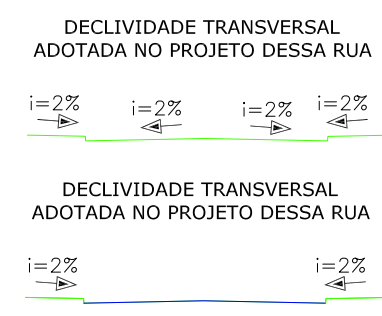 DECLIVIDADE TRANSVERSAL
ADOTADA NO PROJETO DESSA RUA
i=2% i=2% i=2% i=2%
DECLIVIDADE TRANSVERSAL
ADOTADA NO PROJETO DESSA RUA
i=2% i=2%